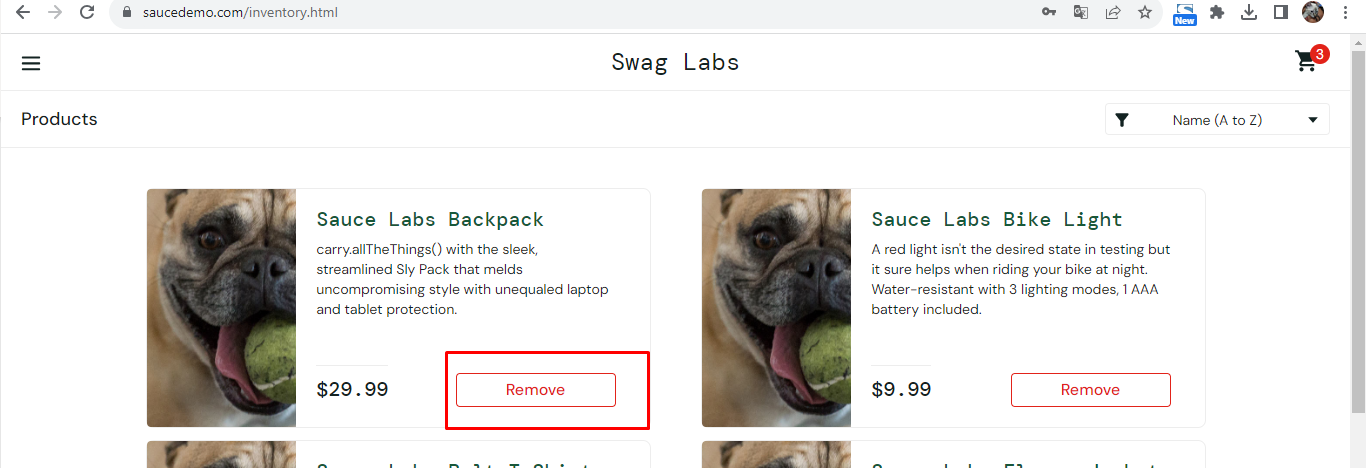 saucedemo.com/inventory.html
New
Swag Labs
3
Products
Name (A to Z)
Sauce Labs Backpack
carry.allTheThings() with the sleek,
streamlined Sly Pack that melds
uncompromising style with unequaled laptop
and tablet protection.
$29.99
Remove
Sauce Labs Bike Light
A red light isn't the desired state in testing but
it sure helps when riding your bike at night.
Water-resistant with 3 lighting modes, 1 AAA
battery included.
$9.99
Remove